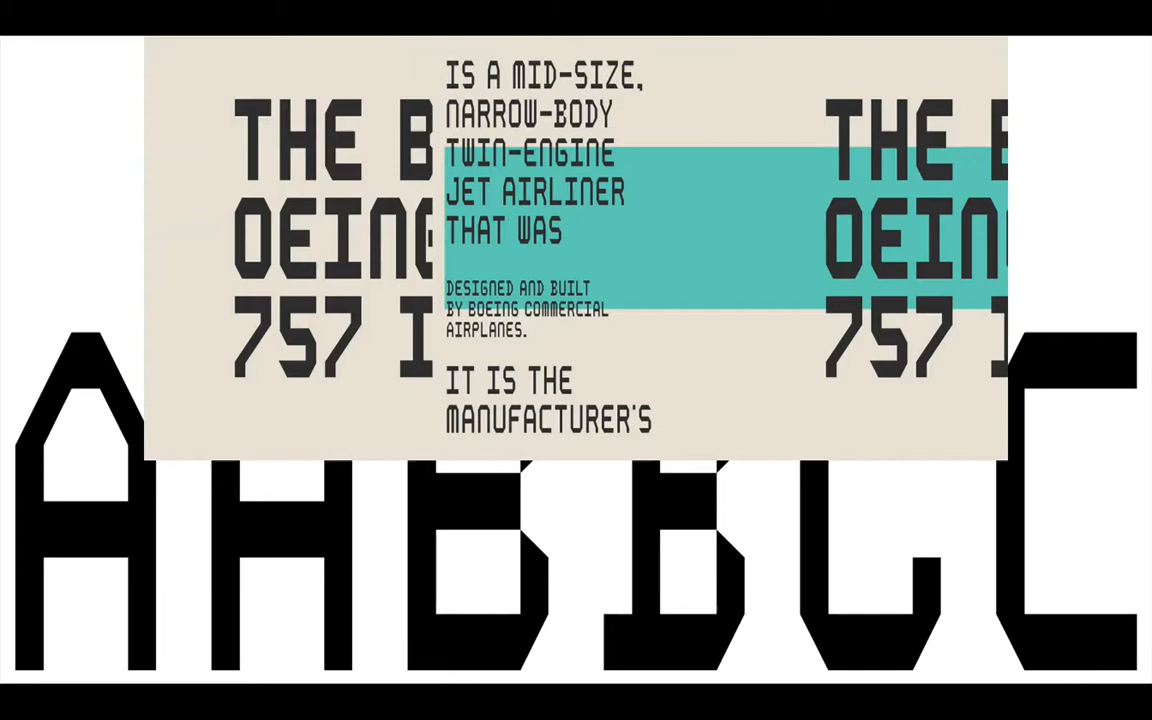 THE B
OEING
757 I
IS A MID-SIZE,
NARROW-BODY
TWIN-ENGINE
JET AIRLINER
THAT WAS
DESIGNED AND BUILT
BY BOEING COMMERCIAL
AIRPLANES.
IT IS THE
MANUFACTURER'S
THE B
OEING
757 I
AABBCC